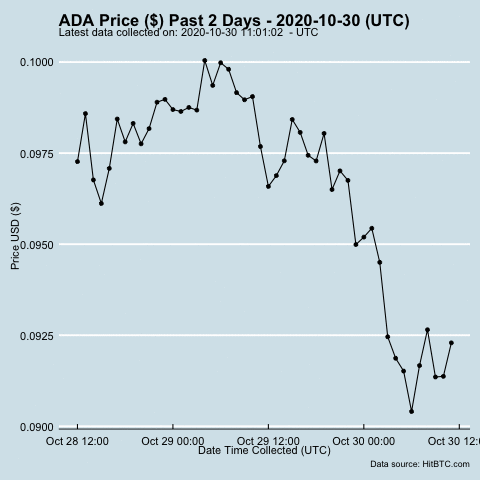 ADA Price ($) Past 2 Days - 2020-10-30 (UTC)
Latest data collected on: 2020-10-30 11:01:02 - UTC
0.1000
0.0975
0.0950
0.0925
0.0900
Price USD ($)
Oct 28 12:00 Oct 29 00:00 Oct 29 12:00 Oct 30 00:00 Oct 30 12:0
Date Time Collected (UTC)
Data source: HitBTC.com